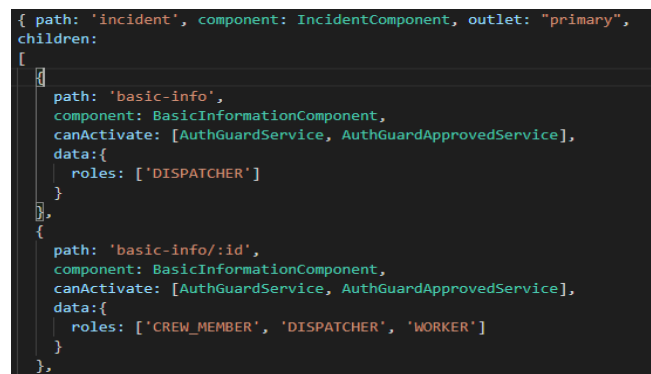 { path: 'incident', component: IncidentComponent, outlet: "primary",
children:
[
  {
    path: 'basic-info',
    component: BasicInformationComponent,
    canActivate: [AuthGuardService, AuthGuardApprovedService],
    data:{
      roles: ['DISPATCHER']
    }
  },
  {
    path: 'basic-info/:id',
    component: BasicInformationComponent,
    canActivate: [AuthGuardService, AuthGuardApprovedService],
    data:{
      roles: ['CREW_MEMBER', 'DISPATCHER', 'WORKER']
    }
  },